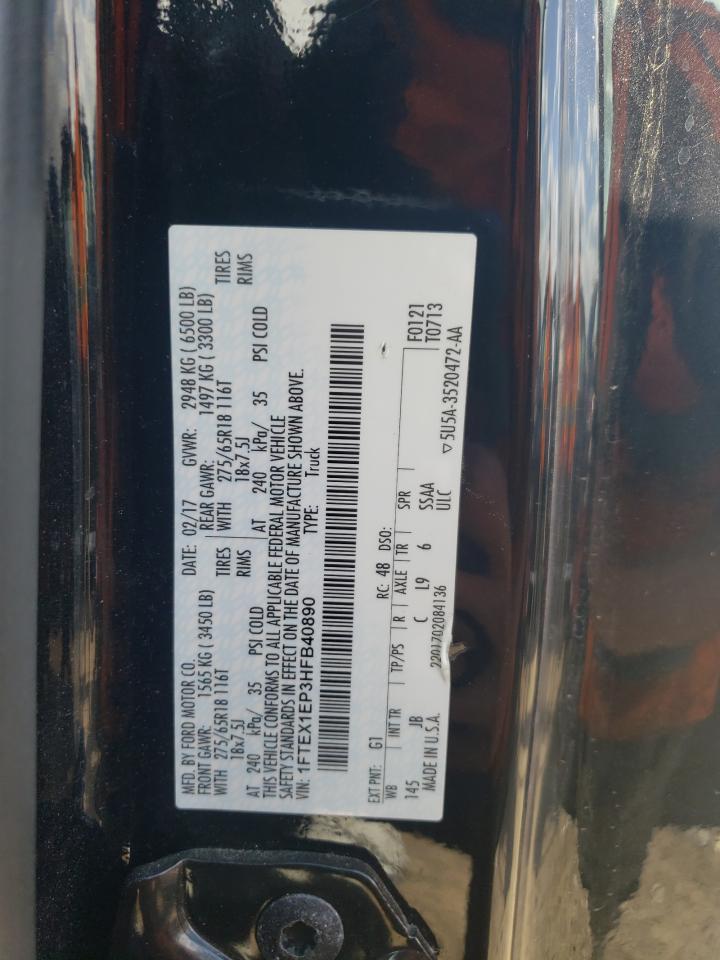 MFD. BY FORD MOTOR CO. DATE: 02/17 GVWR: 2948 KG ( 6500 LB)
FRONT GAWR: 1565 KG ( 3450 LB) REAR GAWR: 1497 KG ( 3300 LB)
WITH 275/65R18 116T TIRES WITH 275/65R18 116T TIRES
18x7.5J RIMS 18x7.5J RIMS
AT 240 kPa/ 35 PSI COLD AT 240 kPa/ 35 PSI COLD
THIS VEHICLE CONFORMS TO ALL APPLICABLE FEDERAL MOTOR VEHICLE
SAFETY STANDARDS IN EFFECT ON THE DATE OF MANUFACTURE SHOWN ABOVE.
VIN: 1FTEX1EP3HFB40890 TYPE: Truck
EXT PNT: G1 RC: 48 DSO: F0121
WB INT TR TP/PS R AXLE TR SPR T0713
145 JB C L9 6 SSAA
MADE IN U.S.A. 2201702084136 ULC ▽5U5A-3520472-AA